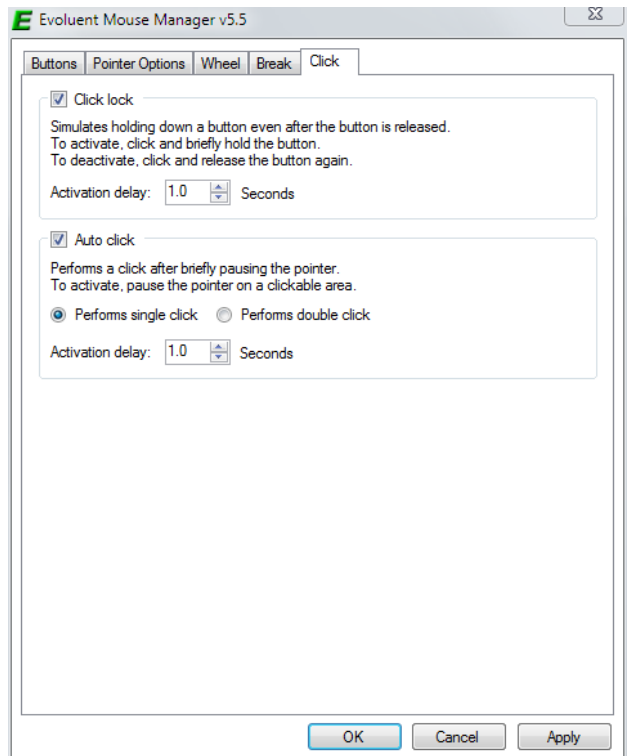 Evoluent Mouse Manager v5.5
Buttons Pointer Options Wheel Break Click
Click lock
Simulates holding down a button even after the button is released.
To activate, click and briefly hold the button.
To deactivate, click and release the button again.
Activation delay: 1.0 Seconds
Auto click
Performs a click after briefly pausing the pointer.
To activate, pause the pointer on a clickable area.
Performs single click Performs double click
Activation delay: 1.0 Seconds
OK Cancel Apply